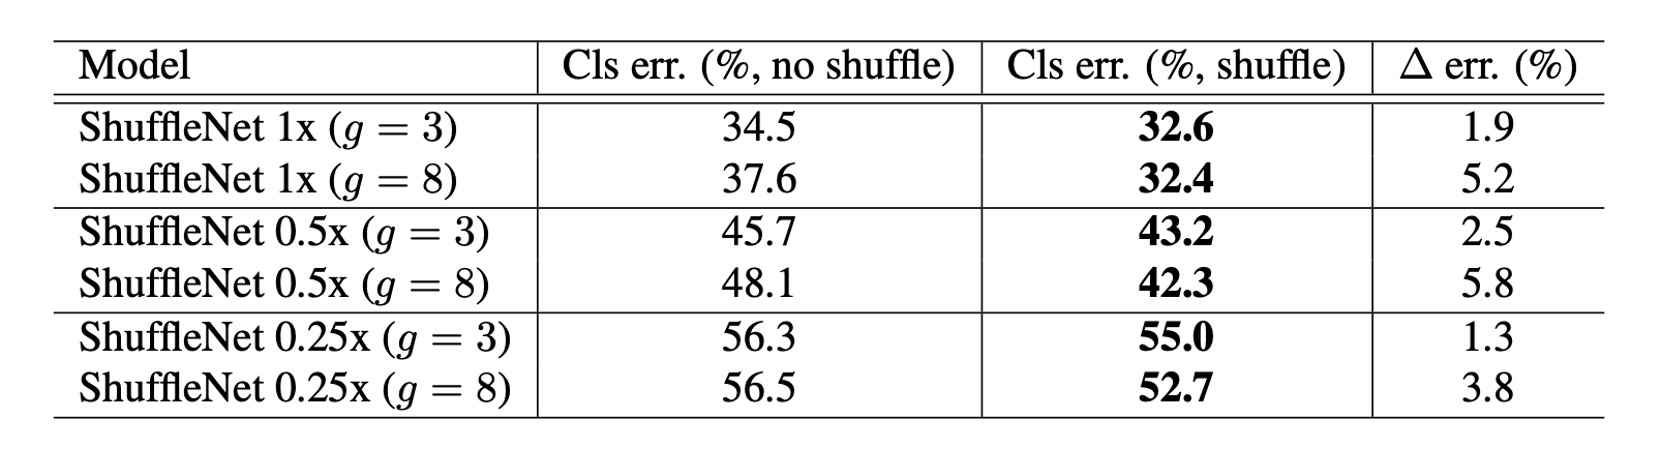 Model Cls err. (%, no shuffle) Cls err. (%, shuffle) Δ err. (%)
ShuffleNet 1x (g = 3) 34.5 32.6 1.9
ShuffleNet 1x (g = 8) 37.6 32.4 5.2
ShuffleNet 0.5x (g = 3) 45.7 43.2 2.5
ShuffleNet 0.5x (g = 8) 48.1 42.3 5.8
ShuffleNet 0.25x (g = 3) 56.3 55.0 1.3
ShuffleNet 0.25x (g = 8) 56.5 52.7 3.8